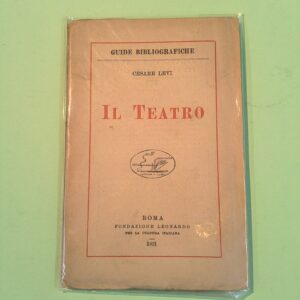 GUIDE BIBLIOGRAFICHE
CESARE LEVI
IL TEATRO
ROMA
FONDAZIONE LEONARDO
PER LA CULTURA ITALIANA